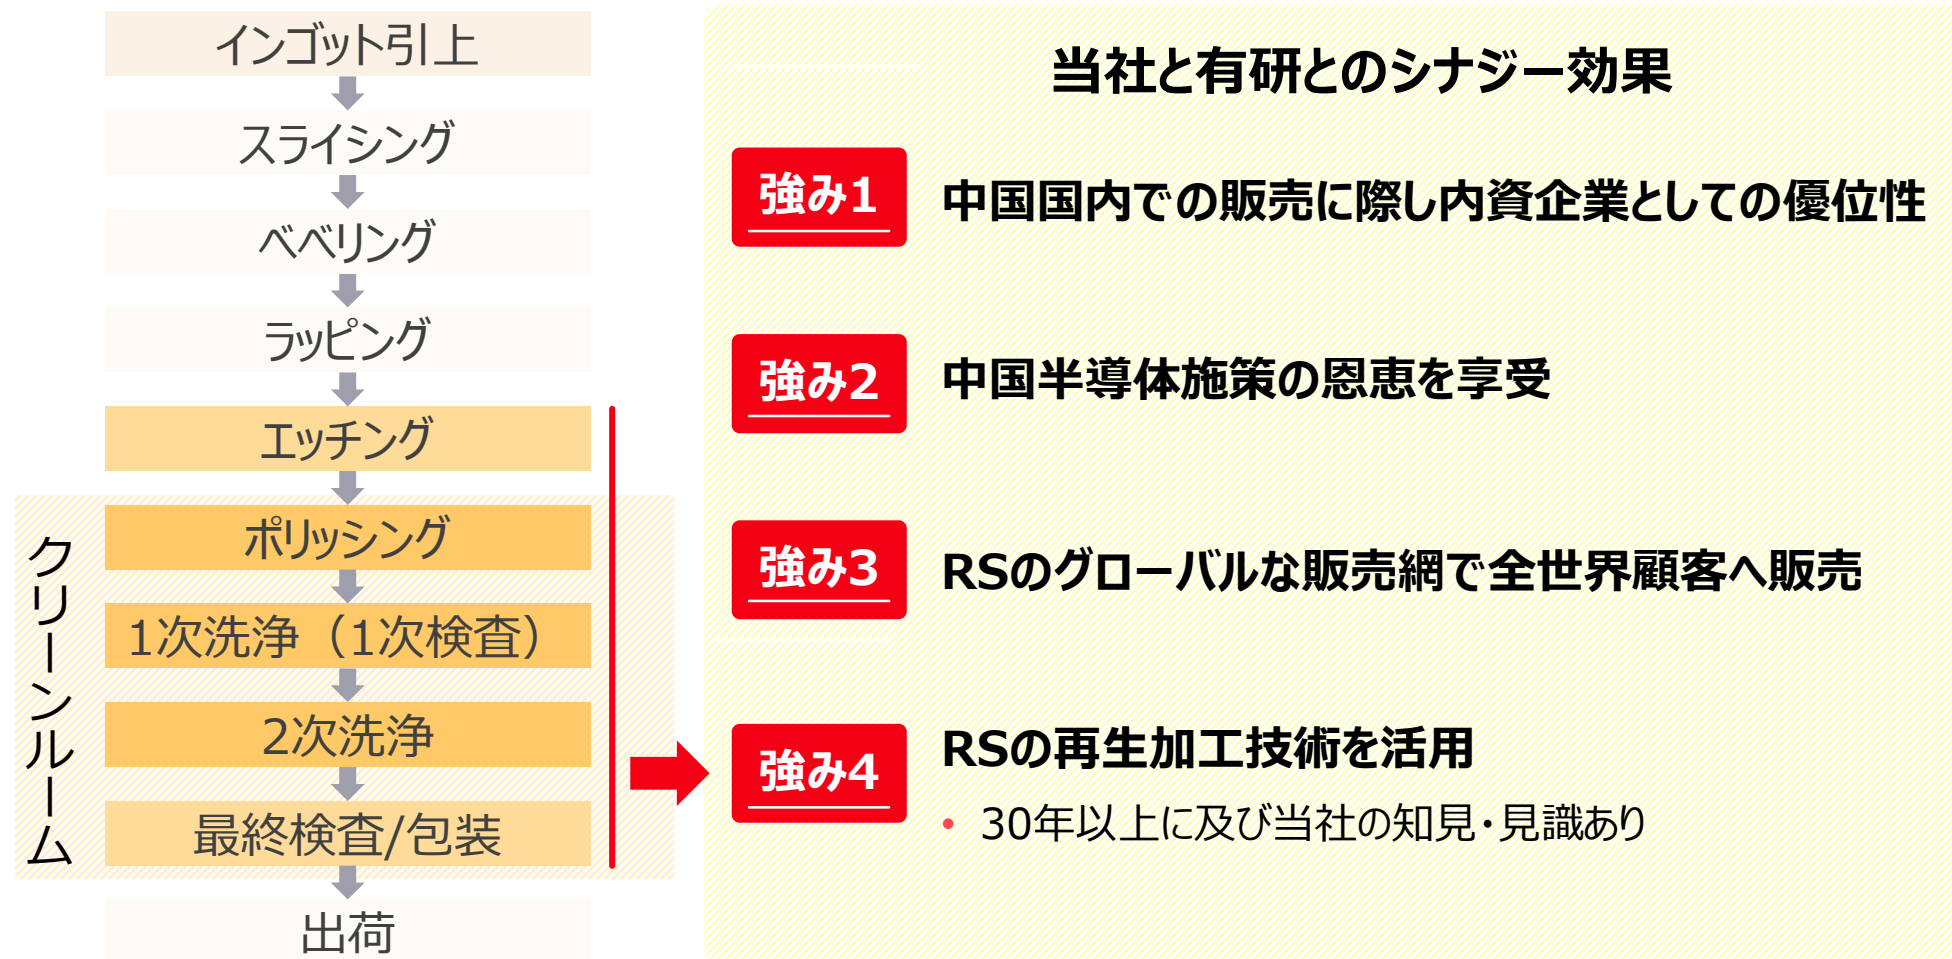 インゴット引上
スライシング
べべリング
ラッピング
エッチング
ポリッシング
1次洗浄（1次検査）
2次洗浄
最終検査/包装
出荷
クリーンルーム
当社と有研とのシナジー効果
強み1
中国国内での販売に際し内資企業としての優位性
強み2
中国半導体施策の恩恵を享受
強み3
RSのグローバルな販売網で全世界顧客へ販売
強み4
RSの再生加工技術を活用
• 30年以上に及び当社の知見・見識あり